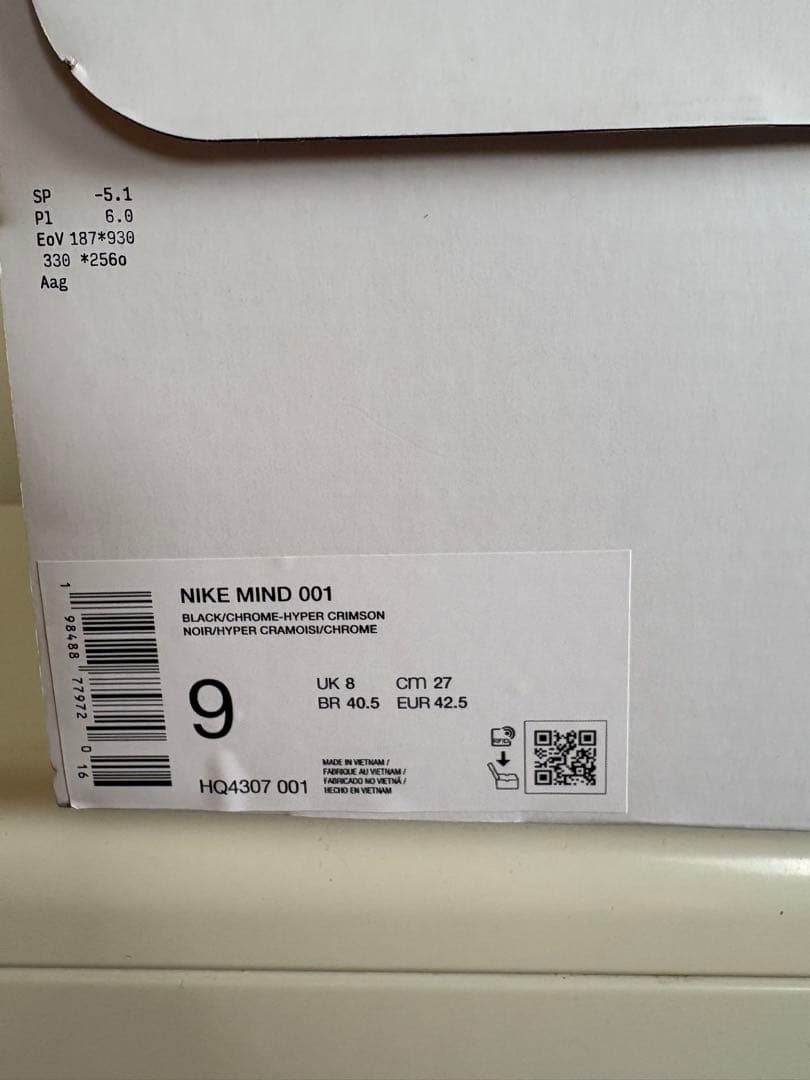 SP -5.1
Pl 6.0
EoV 187*930
330 *256o
Aag
NIKE MIND 001
BLACK/CHROME-HYPER CRIMSON
NOIR/HYPER CRAMOISI/CHROME
9
UK 8 CM 27
BR 40.5 EUR 42.5
HQ4307 001
MADE IN VIETNAM /
FABRIQUE AU VIETNAM /
FABRICADO NO VIETNÃ /
HECHO EN VIETNAM
RFID
1 98488 77972 0 16